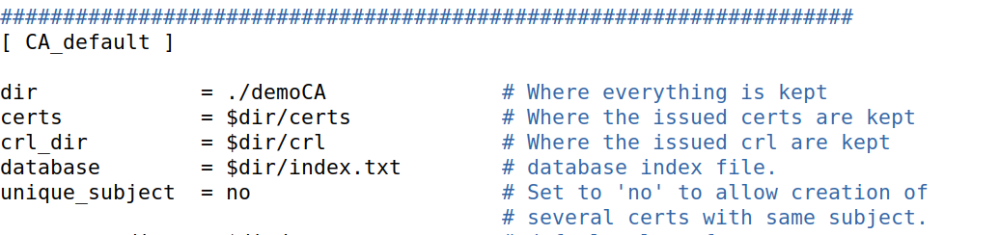 ####################################################################
[ CA_default ]
dir             = ./demoCA              # Where everything is kept
certs           = $dir/certs            # Where the issued certs are kept
crl_dir         = $dir/crl              # Where the issued crl are kept
database        = $dir/index.txt        # database index file.
unique_subject  = no                    # Set to 'no' to allow creation of
                                        # several certs with same subject.